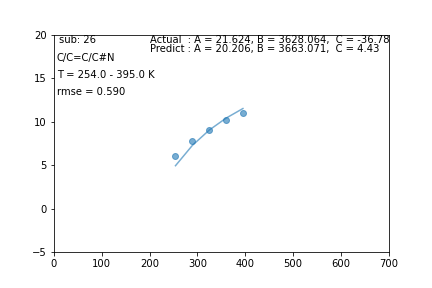 sub: 26
Actual : A = 21.624, B = 3628.064, C = -36.78
Predict : A = 20.206, B = 3663.071, C = 4.43
C/C=C/C#N
T = 254.0 - 395.0 K
rmse = 0.590
20
15
10
5
0
−5
0 100 200 300 400 500 600 700